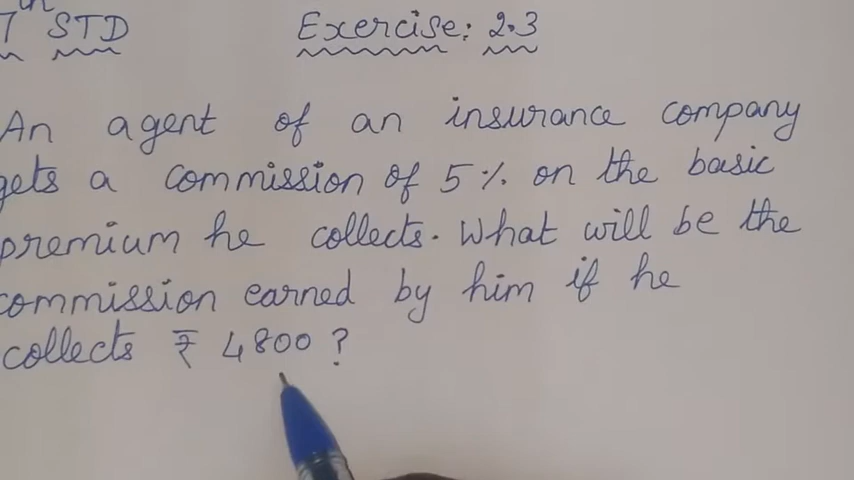 7th STD Exercise: 2.3
An agent of an insurance company
gets a commission of 5% on the basic
premium he collects. What will be the
commission earned by him if he
collects ₹ 4800 ?